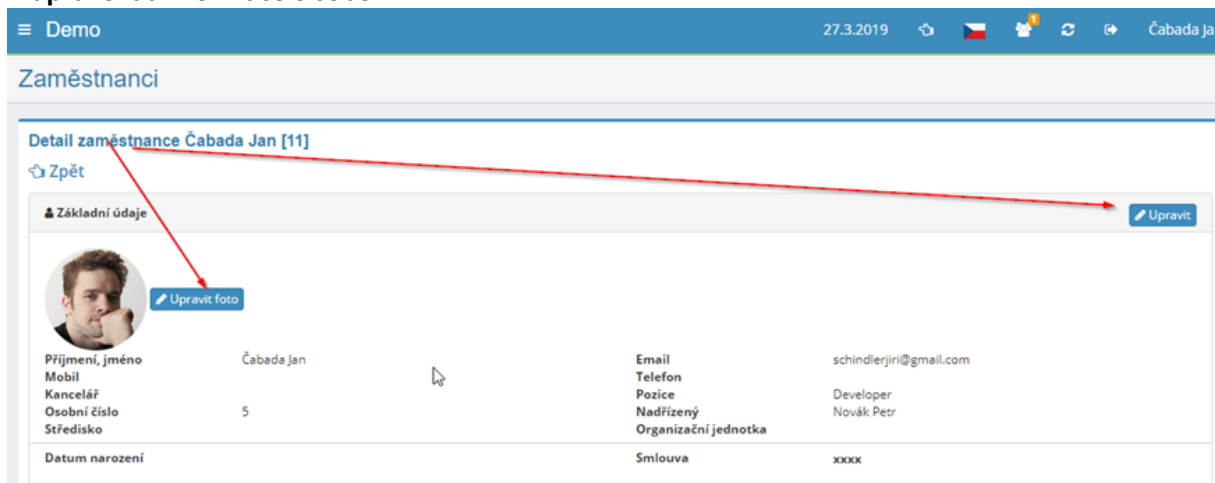 Demo 27.3.2019 1 Čabada Ja
Zaměstnanci
Detail zaměstnance Čabada Jan [11]
Zpět
Základní údaje Upravit
Upravit foto
Příjmení, jméno Čabada Jan Email schindlerjiri@gmail.com
Mobil Telefon
Kancelář Pozice Developer
Osobní číslo 5 Nadřízený Novák Petr
Středisko Organizační jednotka
Datum narození Smlouva xxxx